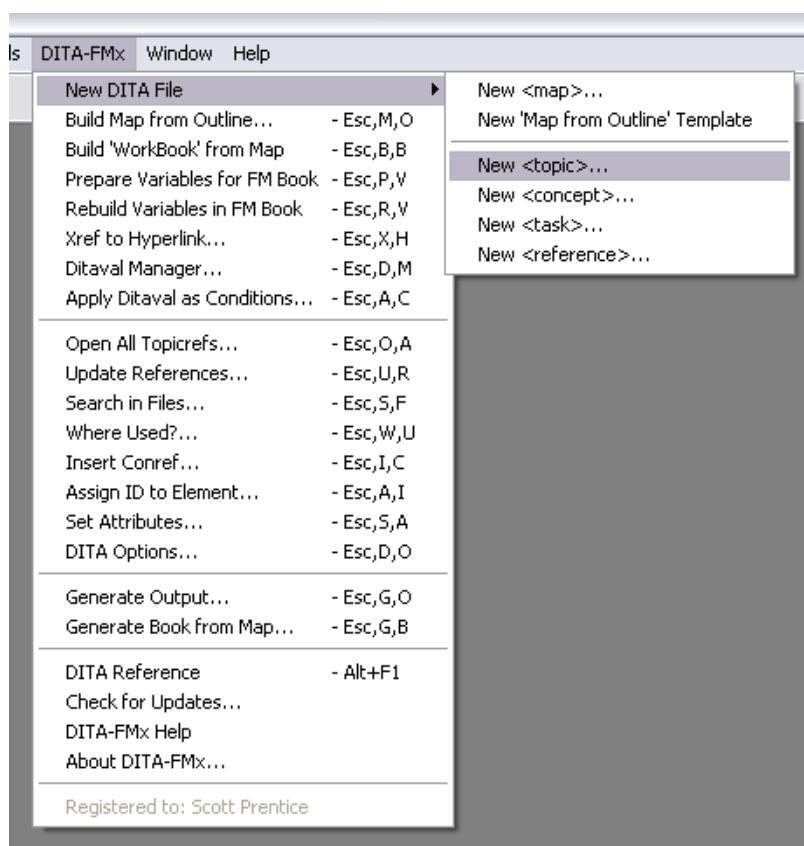 ls DITA-FMx Window Help
New DITA File
Build Map from Outline... - Esc,M,O
Build 'WorkBook' from Map - Esc,B,B
Prepare Variables for FM Book - Esc,P,V
Rebuild Variables in FM Book - Esc,R,V
Xref to Hyperlink... - Esc,X,H
Ditaval Manager... - Esc,D,M
Apply Ditaval as Conditions... - Esc,A,C
Open All Topicrefs... - Esc,O,A
Update References... - Esc,U,R
Search in Files... - Esc,S,F
Where Used?... - Esc,W,U
Insert Conref... - Esc,I,C
Assign ID to Element... - Esc,A,I
Set Attributes... - Esc,S,A
DITA Options... - Esc,D,O
Generate Output... - Esc,G,O
Generate Book from Map... - Esc,G,B
DITA Reference - Alt+F1
Check for Updates...
DITA-FMx Help
About DITA-FMx...
Registered to: Scott Prentice
New <map>...
New 'Map from Outline' Template
New <topic>...
New <concept>...
New <task>...
New <reference>...